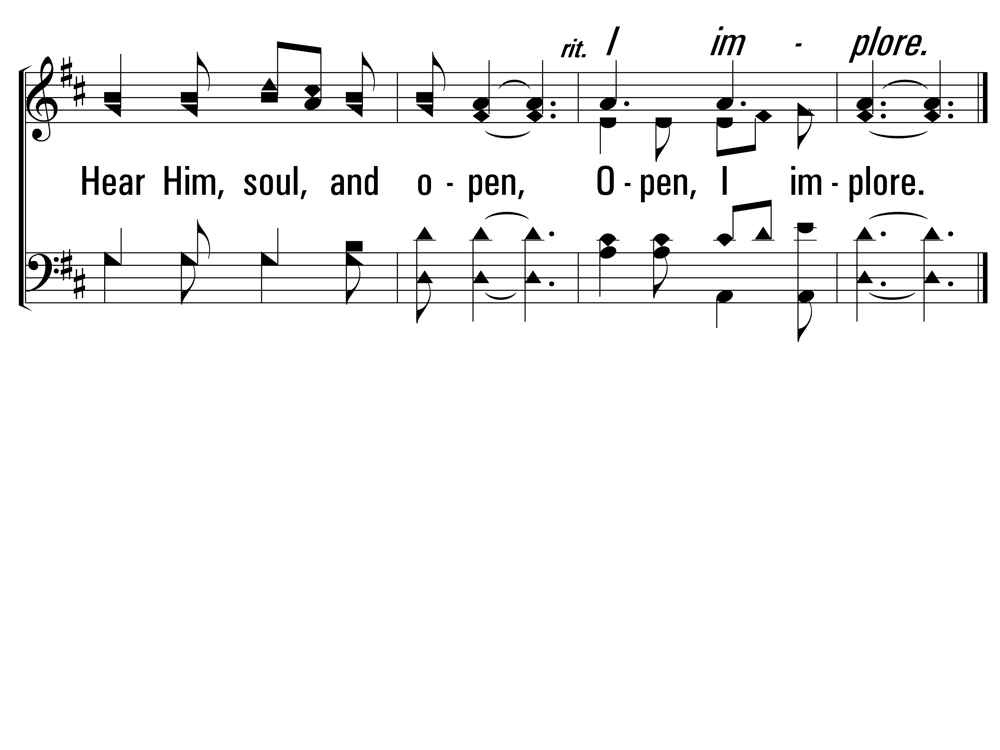 rit. I im - plore.
Hear Him, soul, and o - pen, O - pen, I im - plore.